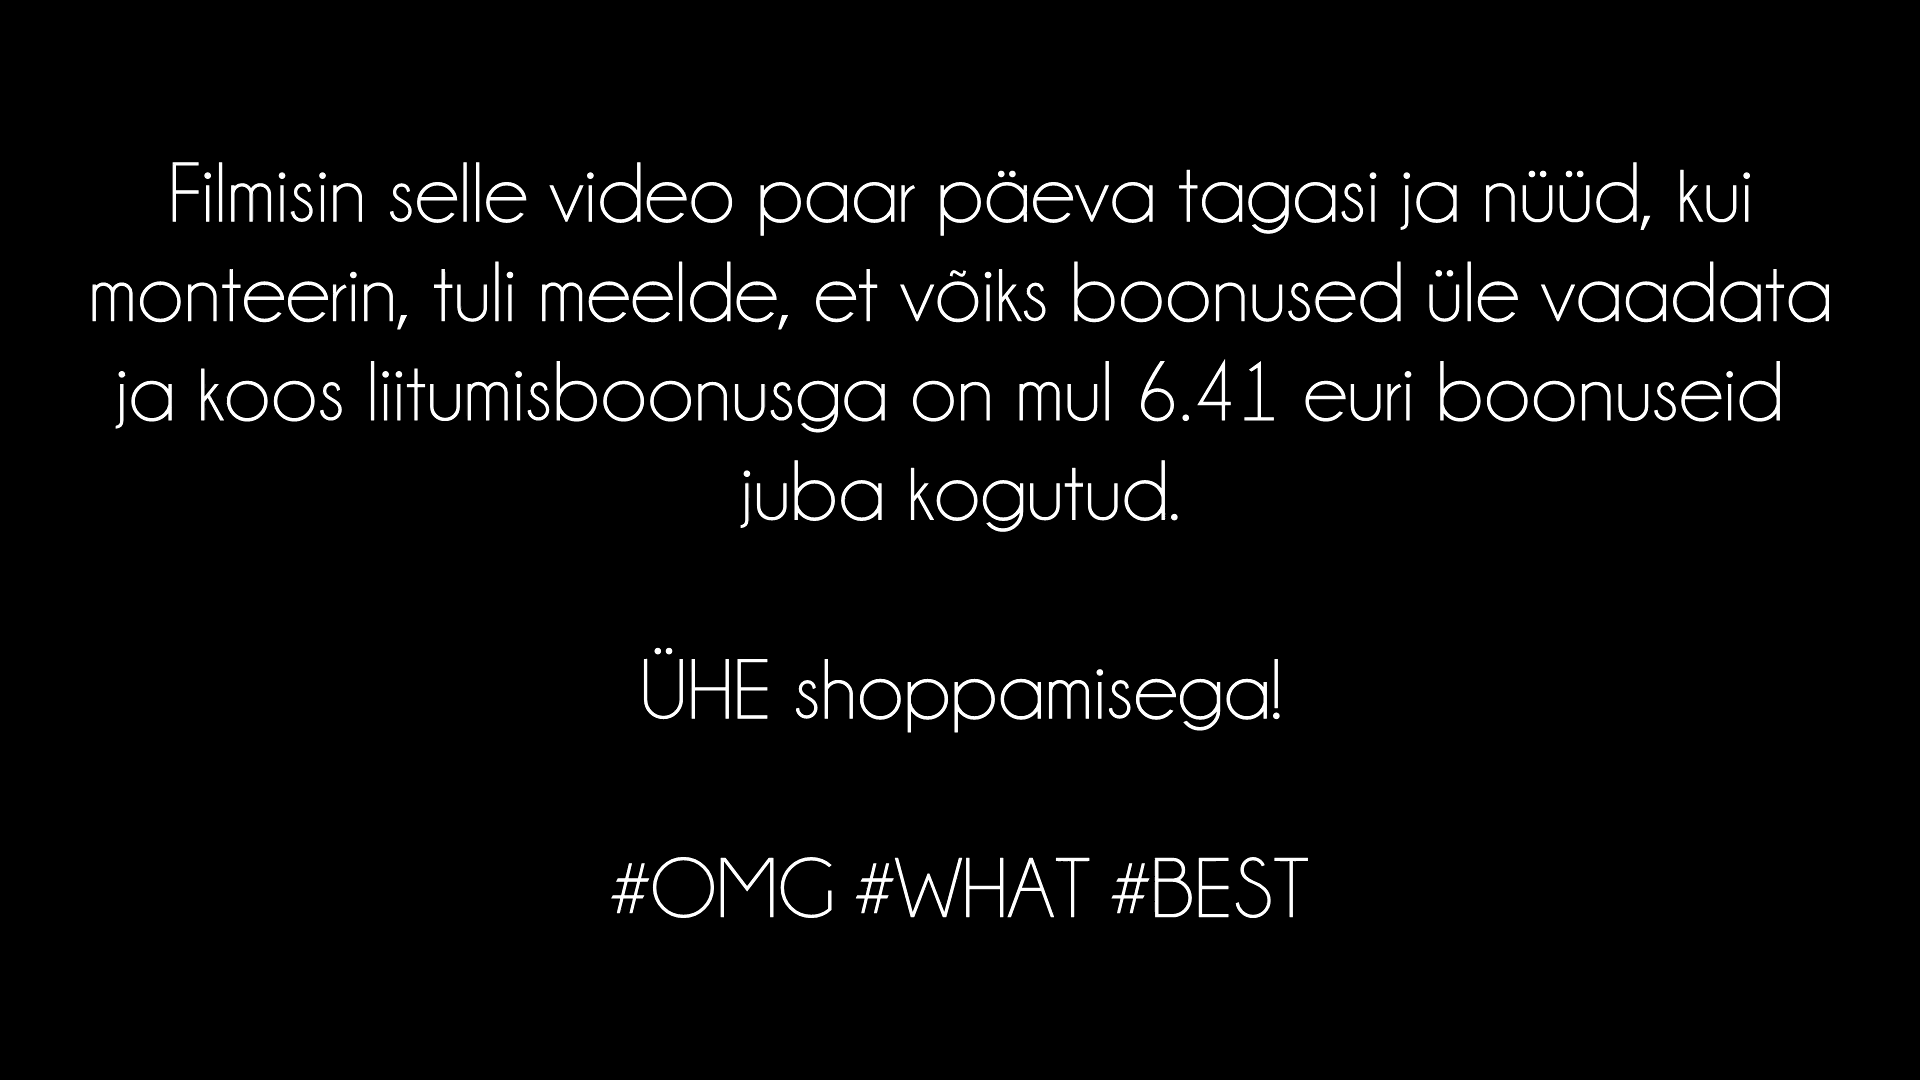 Filmisin selle video paar päeva tagasi ja nüüd, kui
monteerin, tuli meelde, et võiks boonused üle vaadata
ja koos liitumisboonusga on mul 6.41 euri boonuseid
juba kogutud.
ÜHE shoppamisega!
#OMG #WHAT #BEST